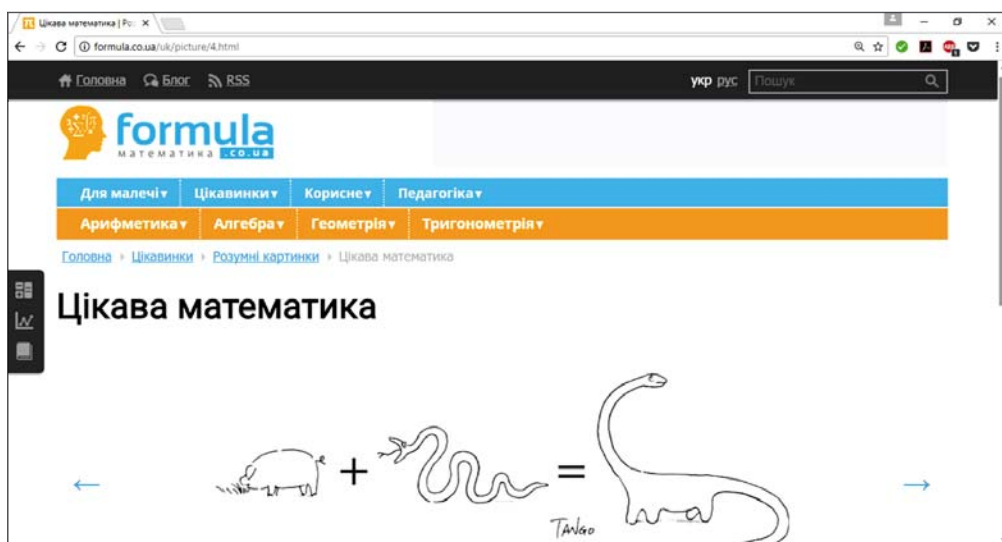 Цікава математика | Роз
formula.co.ua/uk/picture/4.html
Головна Блог RSS укр рус Пошук
formula
математика .co.ua
Для малечі Цікавинки Корисне Педагогіка
Арифметика Алгебра Геометрія Тригонометрія
Головна Цікавинки Розумні картинки Цікава математика
Цікава математика
+ =
TANGO